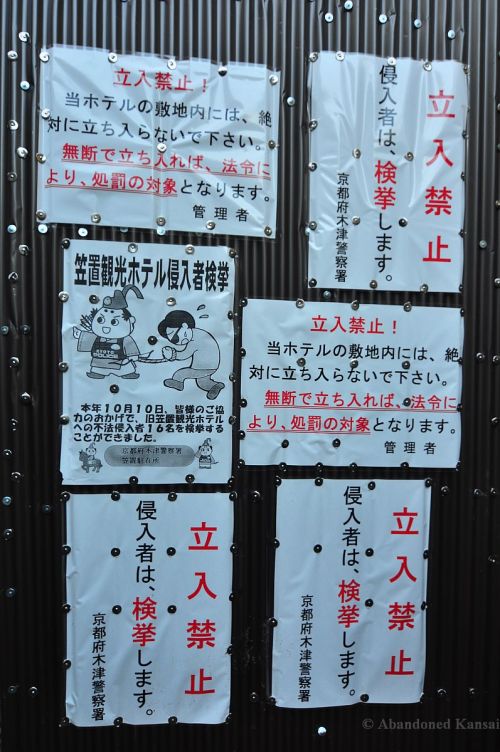 立入禁止！
当ホテルの敷地内には、絶
対に立ち入らないで下さい。
無断で立ち入れば、法令に
より、処罰の対象となります。
管理者
立入禁止
侵入者は、検挙します。
京都府木津警察署
笠置観光ホテル侵入者検挙
本年１０月１０日、皆様のご協
力のおかげで、旧笠置観光ホテル
への不法侵入者１６名を検挙する
ことができました。
京都府木津警察署
笠置駐在所
立入禁止！
当ホテルの敷地内には、絶
対に立ち入らないで下さい。
無断で立ち入れば、法令に
より、処罰の対象となります。
管理者
立入禁止
侵入者は、検挙します。
京都府木津警察署
立入禁止
侵入者は、検挙します。
京都府木津警察署
© Abandoned Kansai